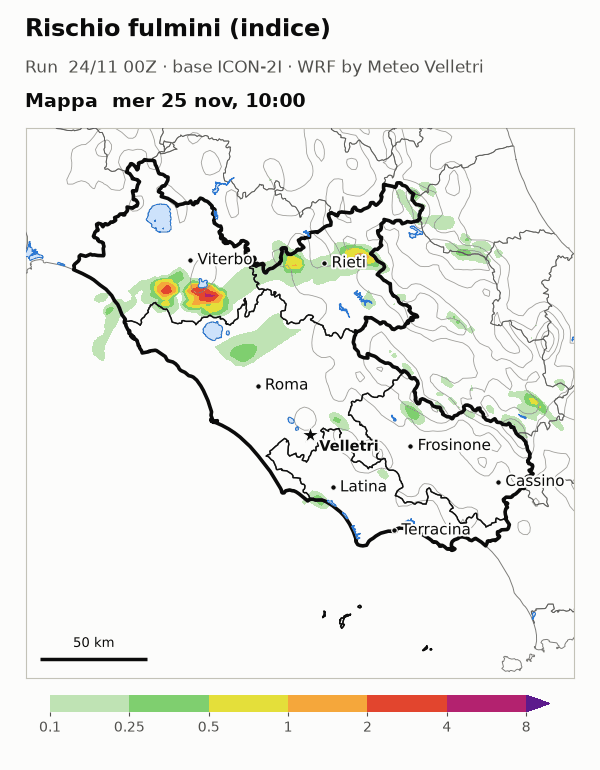 Rischio fulmini (indice)
Run  24/11 00Z · base ICON-2I · WRF by Meteo Velletri
Mappa  mer 25 nov, 10:00
Viterbo
Rieti
Roma
Velletri
Frosinone
Latina
Cassino
Terracina
50 km
0.1 0.25 0.5 1 2 4 8